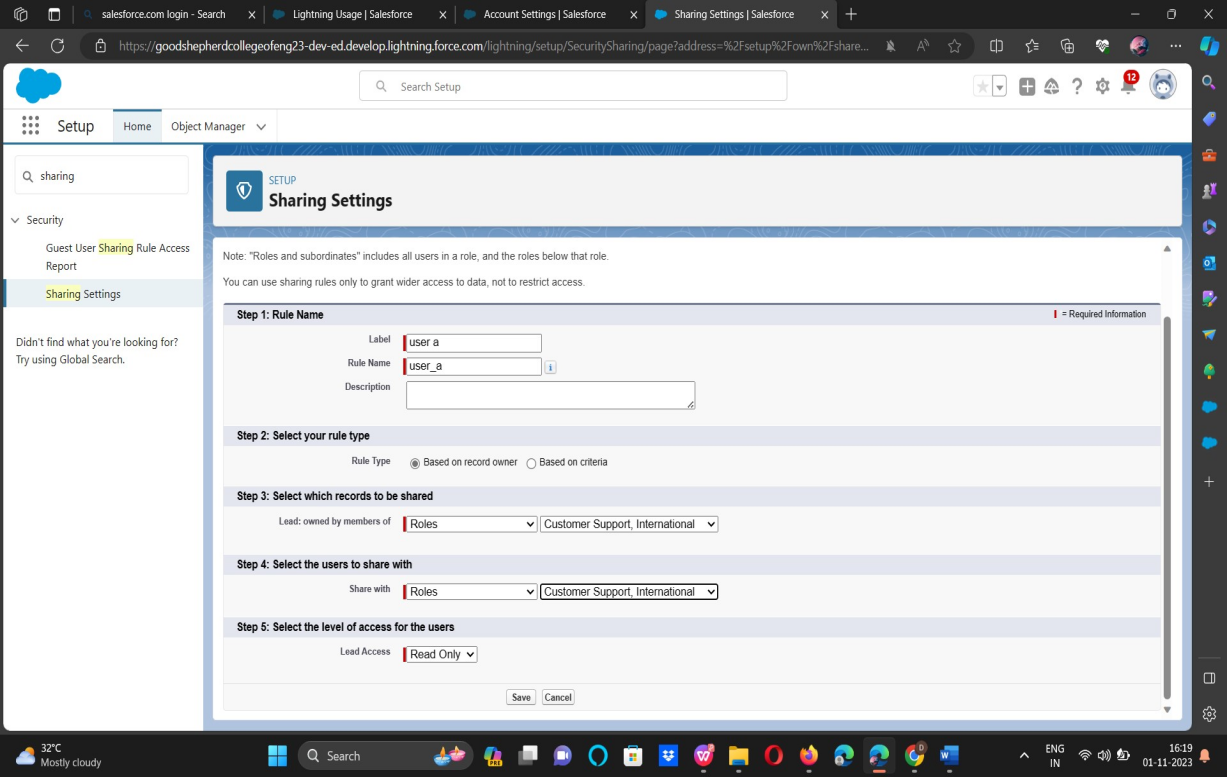 salesforce.com login - Search
Lightning Usage | Salesforce
Account Settings | Salesforce
Sharing Settings | Salesforce
https://goodshepherdcollegeofeng23-dev-ed.develop.lightning.force.com/lightning/setup/SecuritySharing/page?address=%2Fsetup%2Fown%2Fshare...
Search Setup
12
Setup
Home
Object Manager
sharing
Security
Guest User Sharing Rule Access
Report
Sharing Settings
Didn't find what you're looking for?
Try using Global Search.
SETUP
Sharing Settings
Note: "Roles and subordinates" includes all users in a role, and the roles below that role.
You can use sharing rules only to grant wider access to data, not to restrict access.
Step 1: Rule Name
= Required Information
Label
user a
Rule Name
user_a
i
Description
Step 2: Select your rule type
Rule Type
Based on record owner
Based on criteria
Step 3: Select which records to be shared
Lead: owned by members of
Roles
Customer Support, International
Step 4: Select the users to share with
Share with
Roles
Customer Support, International
Step 5: Select the level of access for the users
Lead Access
Read Only
Save
Cancel
32°C
Mostly cloudy
Search
PRE
ENG
IN
16:19
01-11-2023